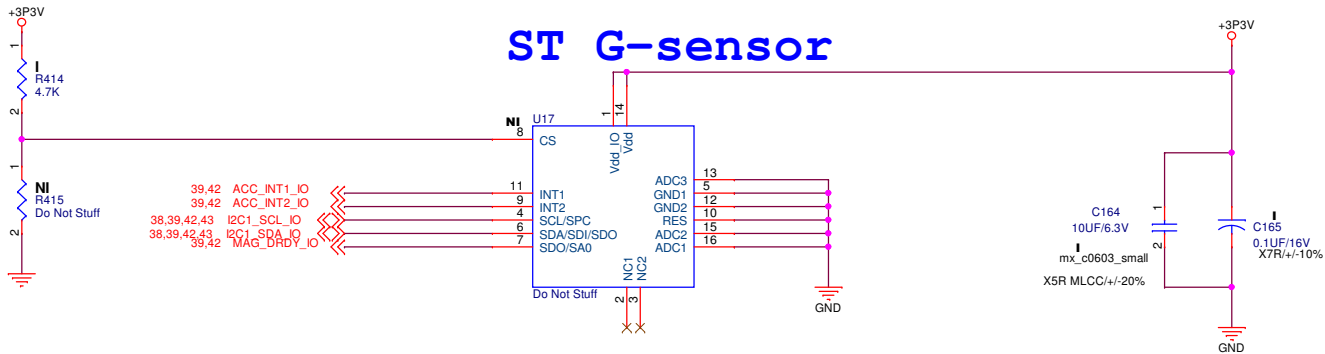 +3P3V
+3P3V
ST G-sensor
1
I
R414
4.7K
2
1
14
Vdd_IO
Vdd
NI
U17
8
CS
1
NI
R415
Do Not Stuff
2
39,42 ACC_INT1_IO
11
INT1
39,42 ACC_INT2_IO
9
INT2
38,39,42,43 I2C1_SCL_IO
4
SCL/SPC
38,39,42,43 I2C1_SDA_IO
6
SDA/SDI/SDO
39,42 MAG_DRDY_IO
7
SDO/SA0
ADC3
13
GND1
5
GND2
12
RES
10
ADC2
15
ADC1
16
NC1
NC2
2
3
Do Not Stuff
GND
C164
1
10UF/6.3V
I
2
mx_c0603_small
X5R MLCC/+/-20%
I
C165
0.1UF/16V
X7R/+/-10%
GND